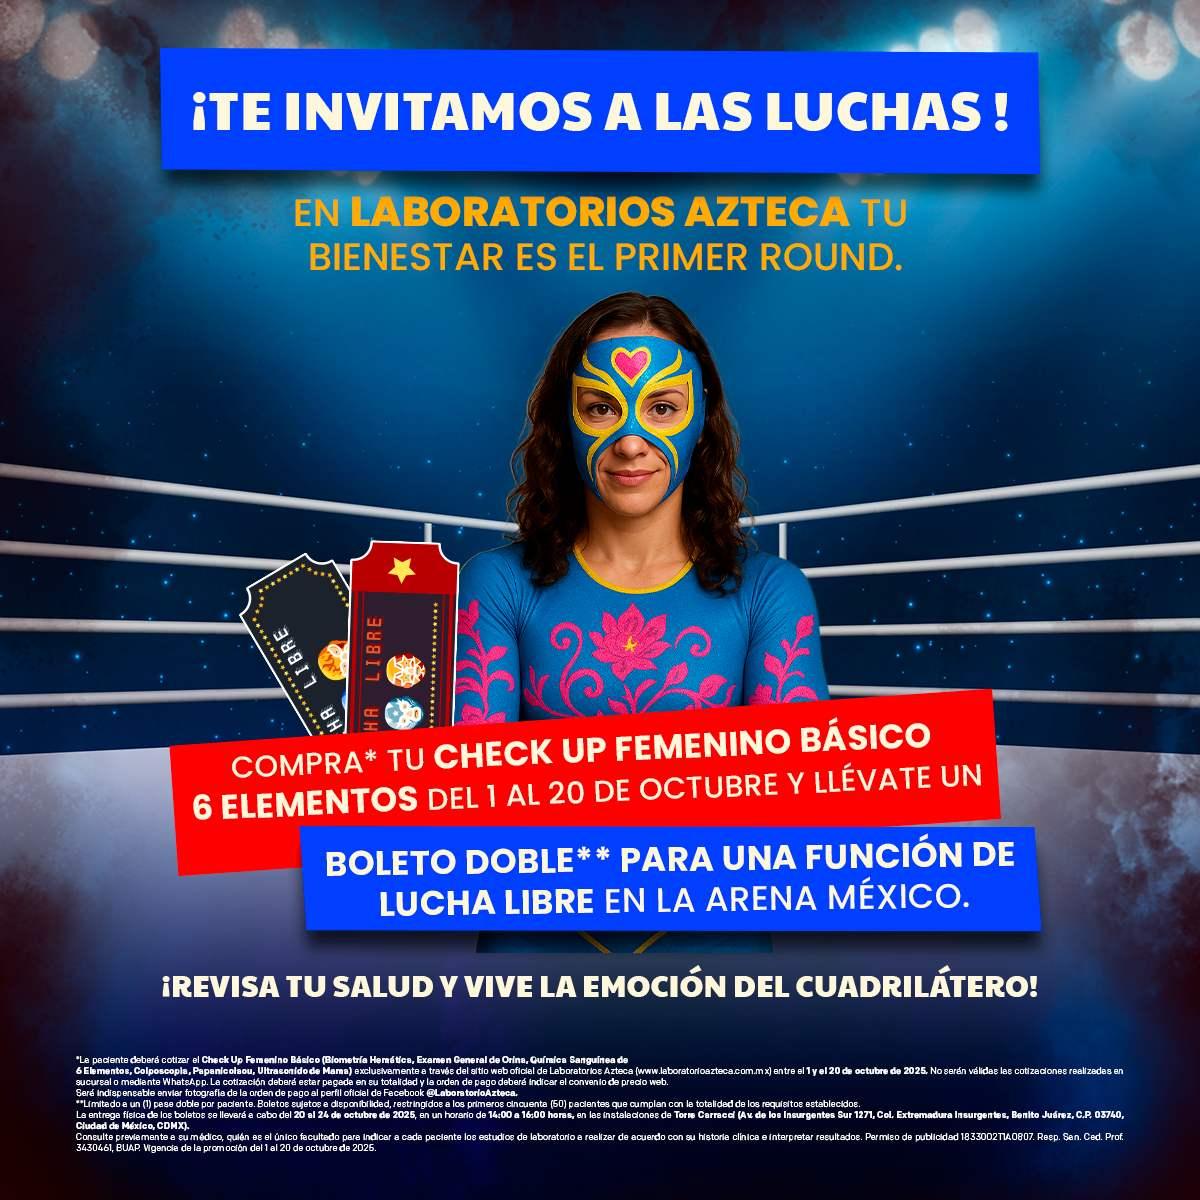 ¡TE INVITAMOS A LAS LUCHAS !
EN LABORATORIOS AZTECA TU
BIENESTAR ES EL PRIMER ROUND.
LIBRE
HA LIBRE
COMPRA* TU CHECK UP FEMENINO BÁSICO
6 ELEMENTOS DEL 1 AL 20 DE OCTUBRE Y LLÉVATE UN
BOLETO DOBLE** PARA UNA FUNCIÓN DE
LUCHA LIBRE EN LA ARENA MÉXICO.
¡REVISA TU SALUD Y VIVE LA EMOCIÓN DEL CUADRILÁTERO!
*La paciente deberá cotizar el Check Up Femenino Básico (Biometría Hemática, Examen General de Orina, Química Sanguínea de
6 Elementos, Colposcopía, Papanicolaou, Ultrasonido de Mama) exclusivamente a través del sitio web oficial de Laboratorios Azteca (www.laboratorioazteca.com.mx) entre el 1 y el 20 de octubre de 2025. No serán válidas las cotizaciones realizadas en
sucursal o mediante WhatsApp. La cotización deberá estar pagada en su totalidad y la orden de pago deberá indicar el convenio de precio web.
Será indispensable enviar fotografía de la orden de pago al perfil oficial de Facebook @LaboratorioAzteca.
**Limitado a un (1) pase doble por paciente. Boletos sujetos a disponibilidad, restringidos a los primeros cincuenta (50) pacientes que cumplan con la totalidad de los requisitos establecidos.
La entrega física de los boletos se llevará a cabo del 20 al 24 de octubre de 2025, en un horario de 14:00 a 16:00 horas, en las instalaciones de Torre Carracci (Av. de los Insurgentes Sur 1271, Col. Extremadura Insurgentes, Benito Juárez, C.P. 03740,
Ciudad de México, CDMX).
Consulte previamente a su médico, quién es el único facultado para indicar a cada paciente los estudios de laboratorio a realizar de acuerdo con su historia clínica e interpretar resultados. Permiso de publicidad 1833002T1A0807. Resp. San. Ced. Prof.
3430461, BUAP. Vigencia de la promoción del 1 al 20 de octubre de 2025.